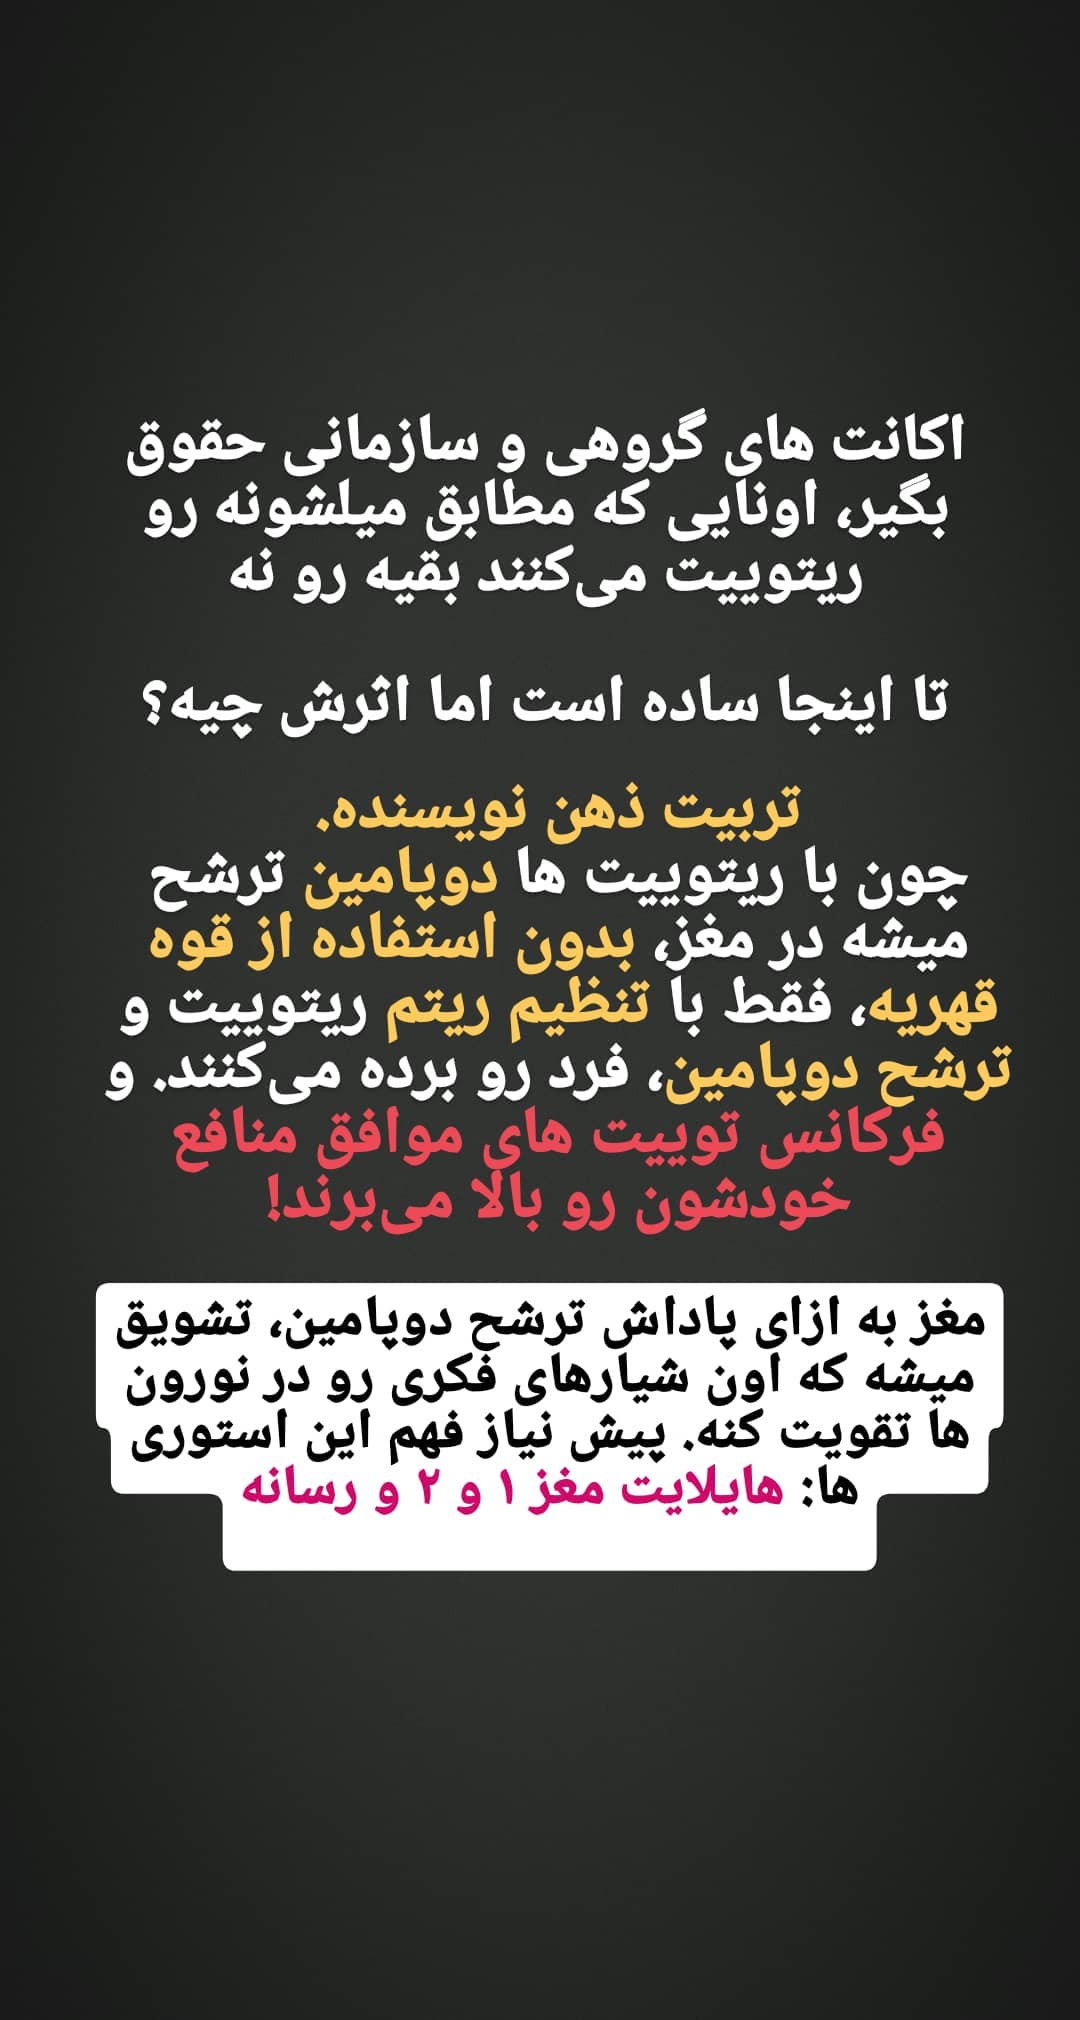 اکانت های گروهی و سازمانی حقوق
بگیر، اونایی که مطابق میلشونه رو
ریتوییت می‌کنند بقیه رو نه
تا اینجا ساده است اما اثرش چیه؟
تربیت ذهن نویسنده.
چون با ریتوییت ها دوپامین ترشح
میشه در مغز، بدون استفاده از قوه
قهریه، فقط با تنظیم ریتم ریتوییت و
ترشح دوپامین، فرد رو برده می‌کنند. و
فرکانس توییت های موافق منافع
خودشون رو بالا می‌برند!
مغز به ازای پاداش ترشح دوپامین، تشویق
میشه که اون شیارهای فکری رو در نورون
ها تقویت کنه. پیش نیاز فهم این استوری
ها: هایلایت مغز ۱ و ۲ و رسانه